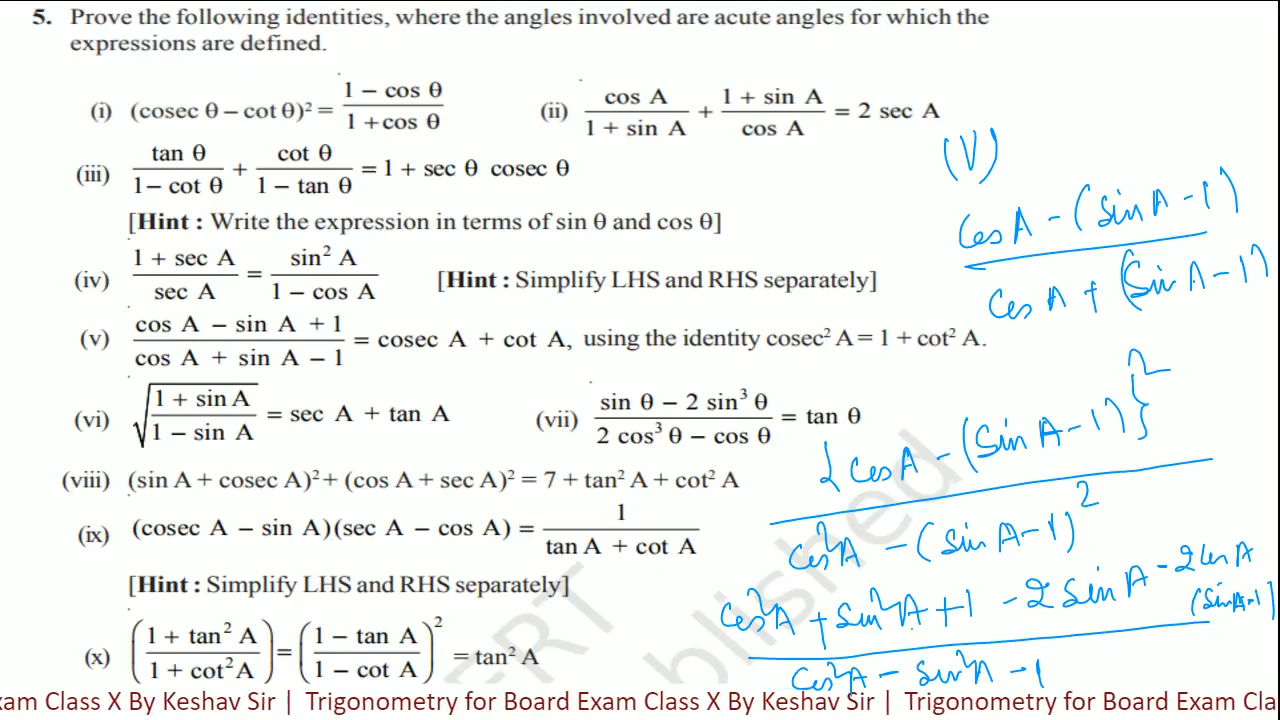 5. Prove the following identities, where the angles involved are acute angles for which the
expressions are defined.
(i) (cosec θ – cot θ)² = (1 – cos θ)/(1 + cos θ)
(ii) cos A/(1 + sin A) + (1 + sin A)/cos A = 2 sec A
(iii) tan θ/(1 – cot θ) + cot θ/(1 – tan θ) = 1 + sec θ cosec θ
[Hint : Write the expression in terms of sin θ and cos θ]
(iv) (1 + sec A)/sec A = sin² A/(1 – cos A) [Hint : Simplify LHS and RHS separately]
(v) (cos A – sin A + 1)/(cos A + sin A – 1) = cosec A + cot A, using the identity cosec² A = 1 + cot² A.
(vi) √((1 + sin A)/(1 – sin A)) = sec A + tan A
(vii) (sin θ – 2 sin³ θ)/(2 cos³ θ – cos θ) = tan θ
(viii) (sin A + cosec A)² + (cos A + sec A)² = 7 + tan² A + cot² A
(ix) (cosec A – sin A)(sec A – cos A) = 1/(tan A + cot A)
[Hint : Simplify LHS and RHS separately]
(x) ((1 + tan² A)/(1 + cot² A)) = ((1 – tan A)/(1 – cot A))² = tan² A
(V)
cos A - (sin A - 1)
cos A + (sin A - 1)
{cos A - (sin A - 1)}²
cos²A - (sin A - 1)²
cos²A + sin²A + 1 - 2 sin A - 2 cos A
(sin A - 1)
cos²A - sin²A - 1
xam Class X By Keshav Sir | Trigonometry for Board Exam Class X By Keshav Sir | Trigonometry for Board Exam Cla